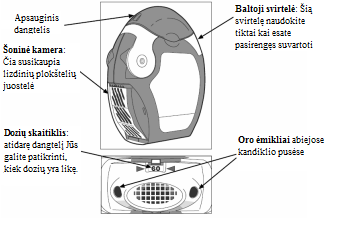 Apsauginis
dangtelis
Baltoji svirtelė: Šią
svirtelę naudokite
tiktai kai esate
pasirengęs suvartoti
Šoninė kamera:
Čia susikaupia
lizdinių plokštelių
juostelė
Dozių skaitiklis:
atidarę dangtelį Jūs
galite patikrinti,
kiek dozių yra likę.
60
Oro ėmikliai abiejose
kandiklio pusėse